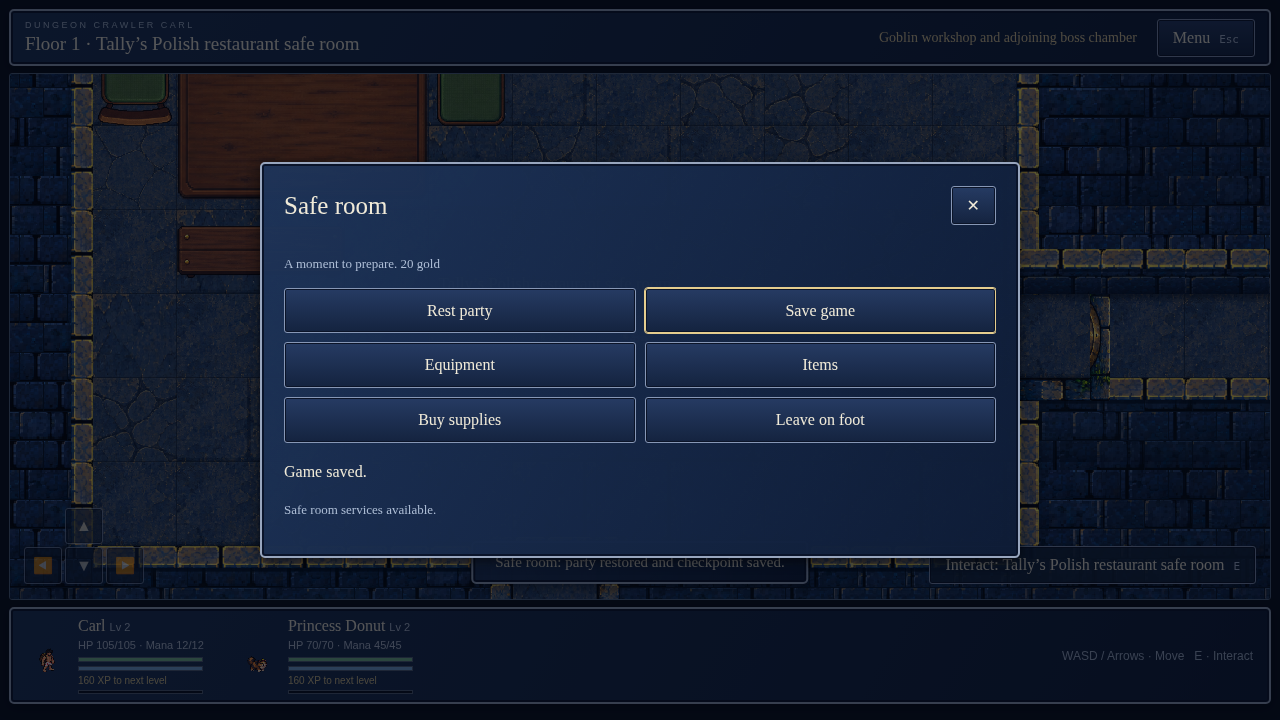 DUNGEON CRAWLER CARL
Floor 1 · Tally’s Polish restaurant safe room
Goblin workshop and adjoining boss chamber
Menu Esc
Safe room
✕
A moment to prepare. 20 gold
Rest party
Save game
Equipment
Items
Buy supplies
Leave on foot
Game saved.
Safe room services available.
Safe room: party restored and checkpoint saved.
Interact: Tally’s Polish restaurant safe room E
Carl Lv 2
HP 105/105 · Mana 12/12
160 XP to next level
Princess Donut Lv 2
HP 70/70 · Mana 45/45
160 XP to next level
WASD / Arrows · Move E · Interact